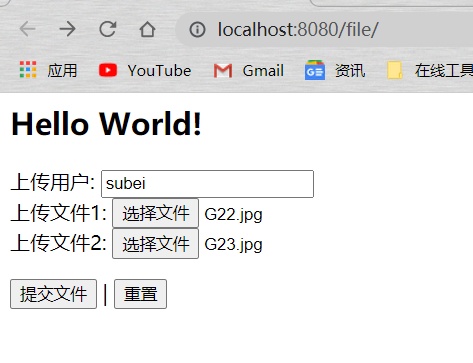 localhost:8080/file/
应用 YouTube Gmail 资讯 在线工具
Hello World!
上传用户: subei
上传文件1: 选择文件 G22.jpg
上传文件2: 选择文件 G23.jpg
提交文件 | 重置